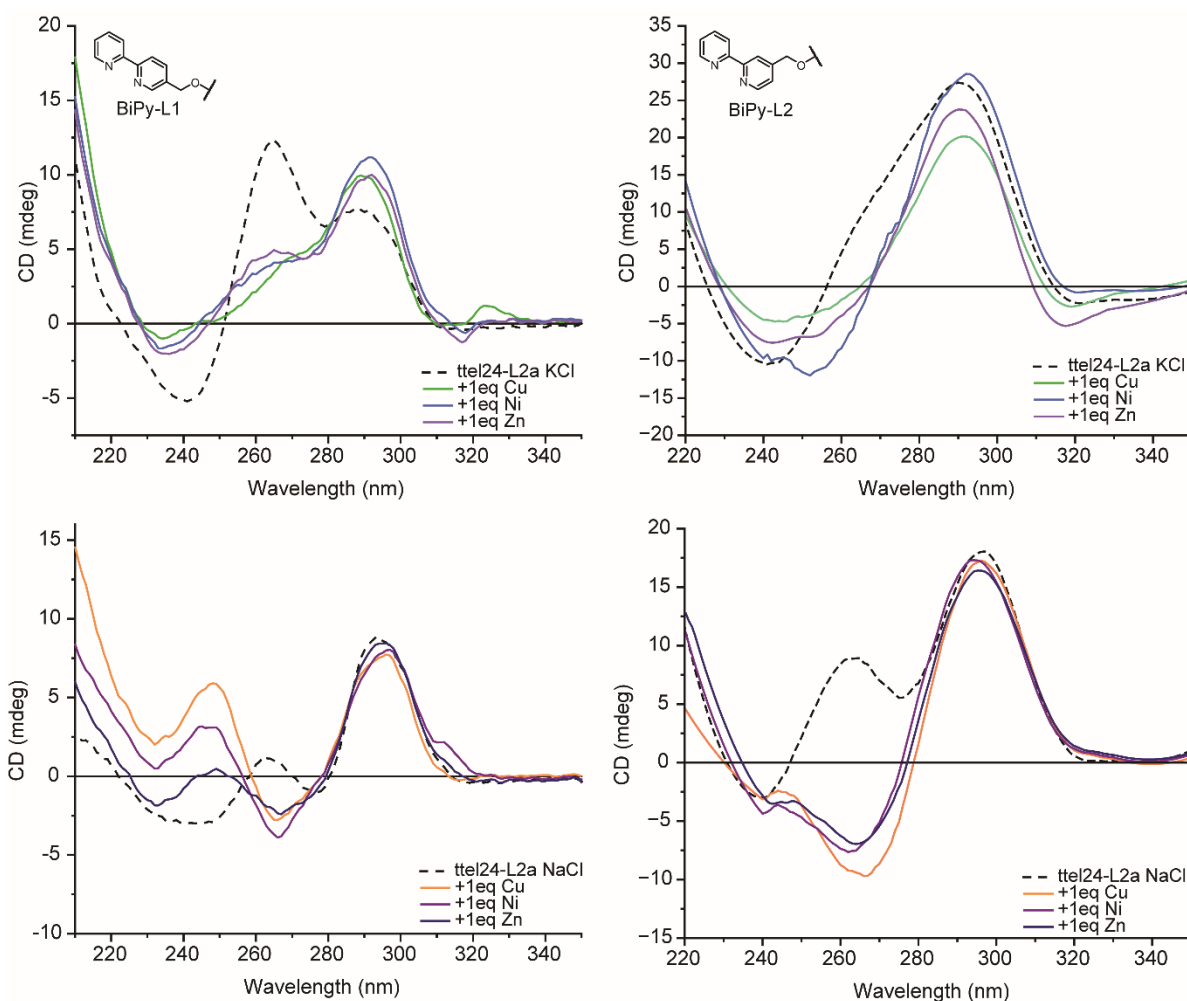 20
15
10
5
0
-5
CD (mdeg)
N
N
O
BiPy-L1
ttel24-L2a KCl
+1eq Cu
+1eq Ni
+1eq Zn
220 240 260 280 300 320 340
Wavelength (nm)
35
30
25
20
15
10
5
0
−5
−10
−15
−20
−25
CD (mdeg)
N
N
O
BiPy-L2
ttel24-L2a KCl
+1eq Cu
+1eq Ni
+1eq Zn
220 240 260 280 300 320 340
Wavelength (nm)
15
10
5
0
-5
-10
CD (mdeg)
ttel24-L2a NaCl
+1eq Cu
+1eq Ni
+1eq Zn
220 240 260 280 300 320 340
Wavelength (nm)
20
15
10
5
0
−5
−10
−15
CD (mdeg)
ttel24-L2a NaCl
+1eq Cu
+1eq Ni
+1eq Zn
220 240 260 280 300 320 340
Wavelength (nm)